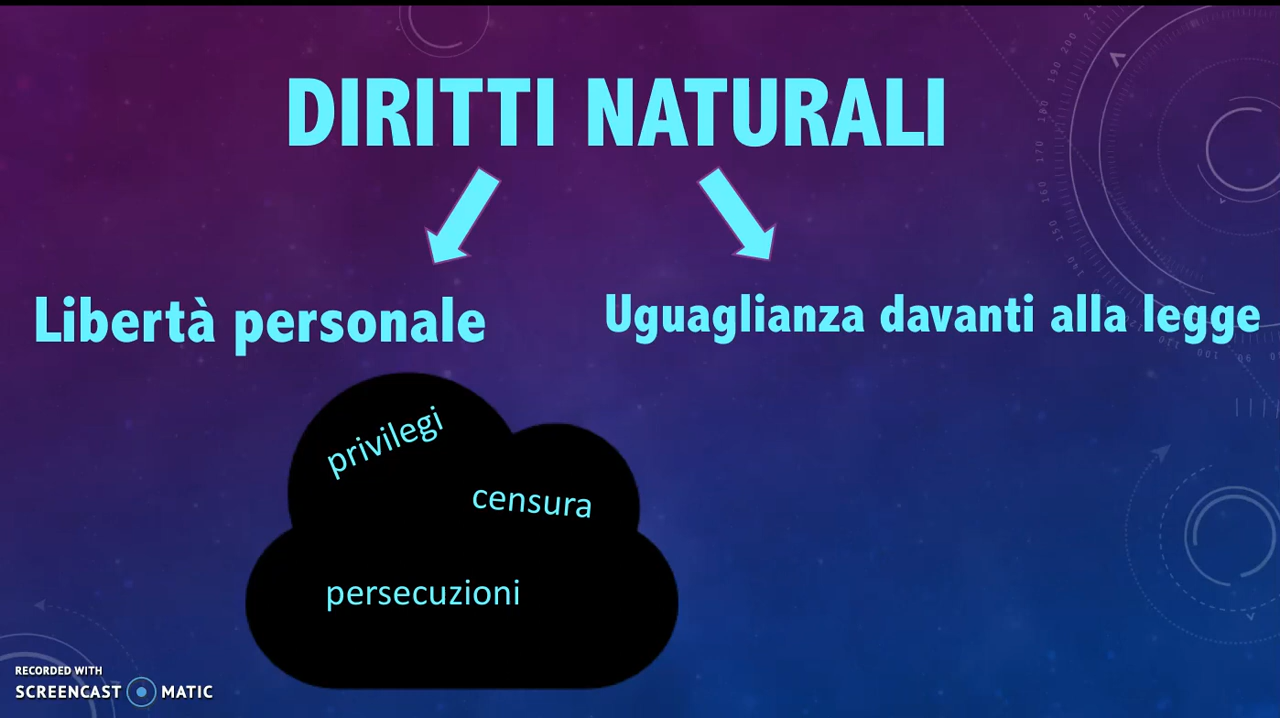 DIRITTI NATURALI
Libertà personale
Uguaglianza davanti alla legge
privilegi
censura
persecuzioni
RECORDED WITH
SCREENCAST MATIC